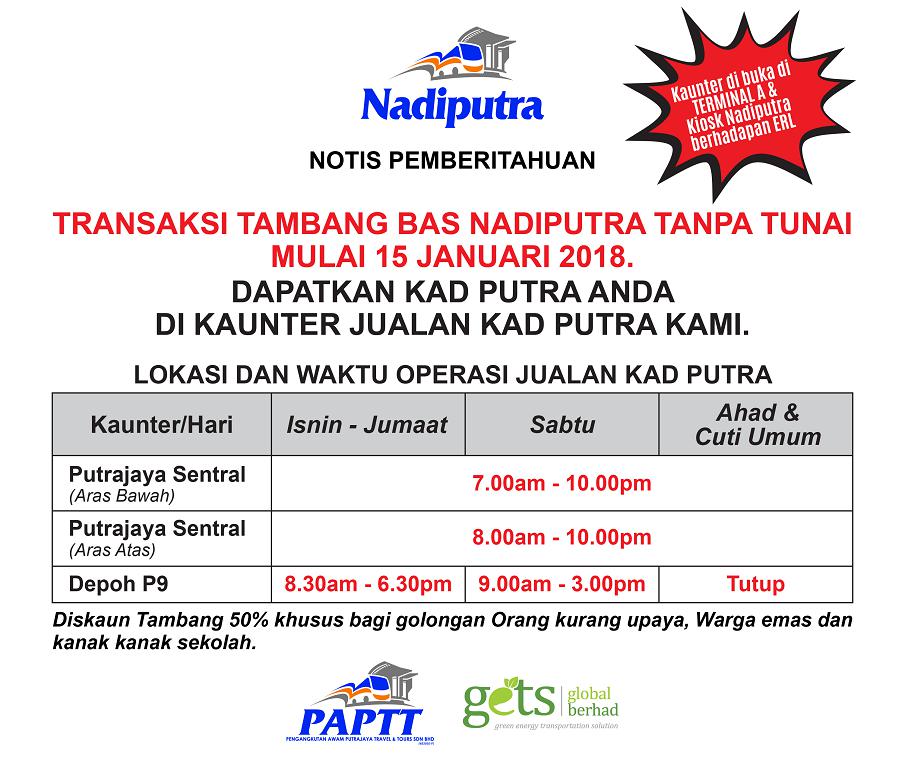 Nadiputra
Kaunter di buka di
TERMINAL A &
Kiosk Nadiputra
berhadapan ERL
NOTIS PEMBERITAHUAN
TRANSAKSI TAMBANG BAS NADIPUTRA TANPA TUNAI
MULAI 15 JANUARI 2018.
DAPATKAN KAD PUTRA ANDA
DI KAUNTER JUALAN KAD PUTRA KAMI.
LOKASI DAN WAKTU OPERASI JUALAN KAD PUTRA
Kaunter/Hari Isnin - Jumaat Sabtu Ahad & Cuti Umum
Putrajaya Sentral
(Aras Bawah)
7.00am - 10.00pm
Putrajaya Sentral
(Aras Atas)
8.00am - 10.00pm
Depoh P9 8.30am - 6.30pm 9.00am - 3.00pm Tutup
Diskaun Tambang 50% khusus bagi golongan Orang kurang upaya, Warga emas dan
kanak kanak sekolah.
PAPTT
PENGANGKUTAN AWAM PUTRAJAYA TRAVEL & TOURS SDN BHD
gets global
berhad
green energy transportation solution